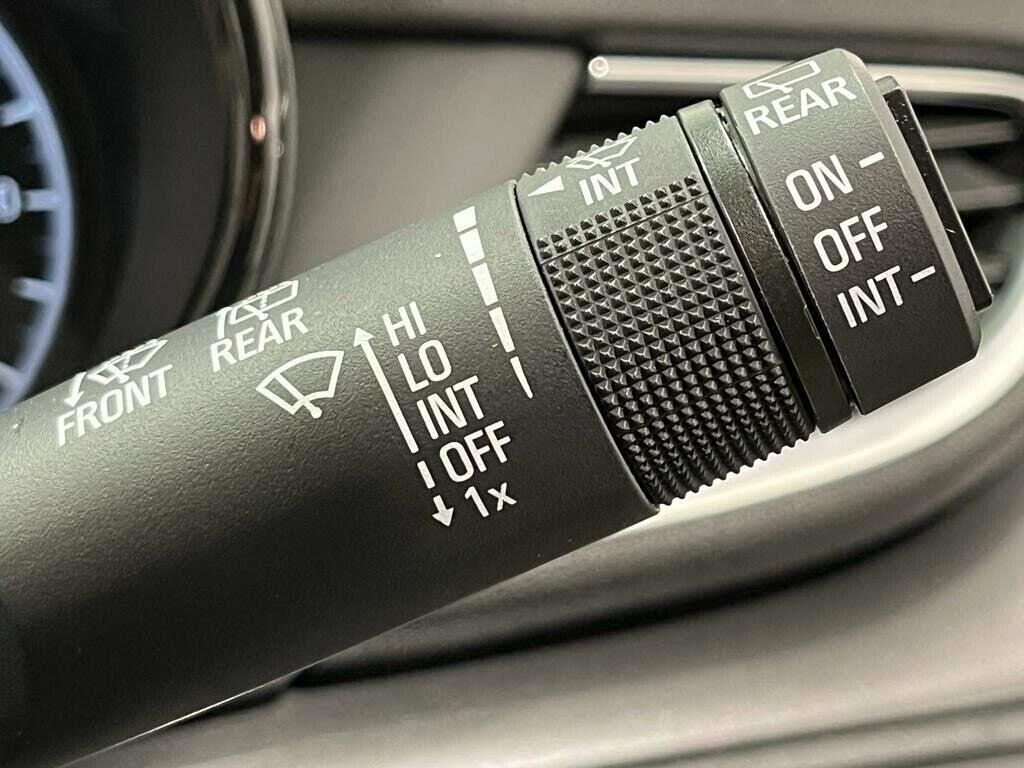 FRONT
REAR
HI
LO
INT
OFF
1x
INT
REAR
ON
OFF
INT